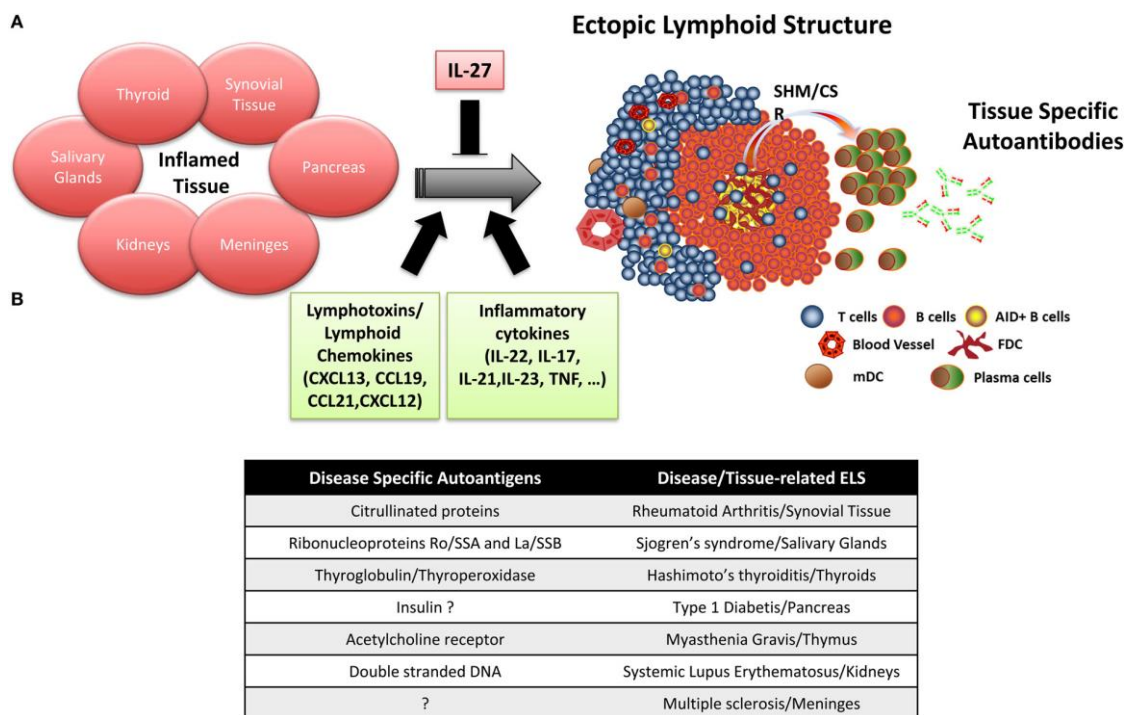 A
Ectopic Lymphoid Structure
IL-27
Thyroid
Synovial
Tissue
Salivary
Glands
Inflamed
Tissue
Pancreas
Kidneys
Meninges
SHM/CS
R
Tissue Specific
Autoantibodies
B
Lymphotoxins/
Lymphoid
Chemokines
(CXCL13, CCL19,
CCL21,CXCL12)
Inflammatory
cytokines
(IL-22, IL-17,
IL-21,IL-23, TNF, ...)
T cells
B cells
AID+ B cells
Blood Vessel
FDC
mDC
Plasma cells
Disease Specific Autoantigens Disease/Tissue-related ELS
Citrullinated proteins Rheumatoid Arthritis/Synovial Tissue
Ribonucleoproteins Ro/SSA and La/SSB Sjogren's syndrome/Salivary Glands
Thyroglobulin/Thyroperoxidase Hashimoto's thyroiditis/Thyroids
Insulin ? Type 1 Diabetis/Pancreas
Acetylcholine receptor Myasthenia Gravis/Thymus
Double stranded DNA Systemic Lupus Erythematosus/Kidneys
? Multiple sclerosis/Meninges